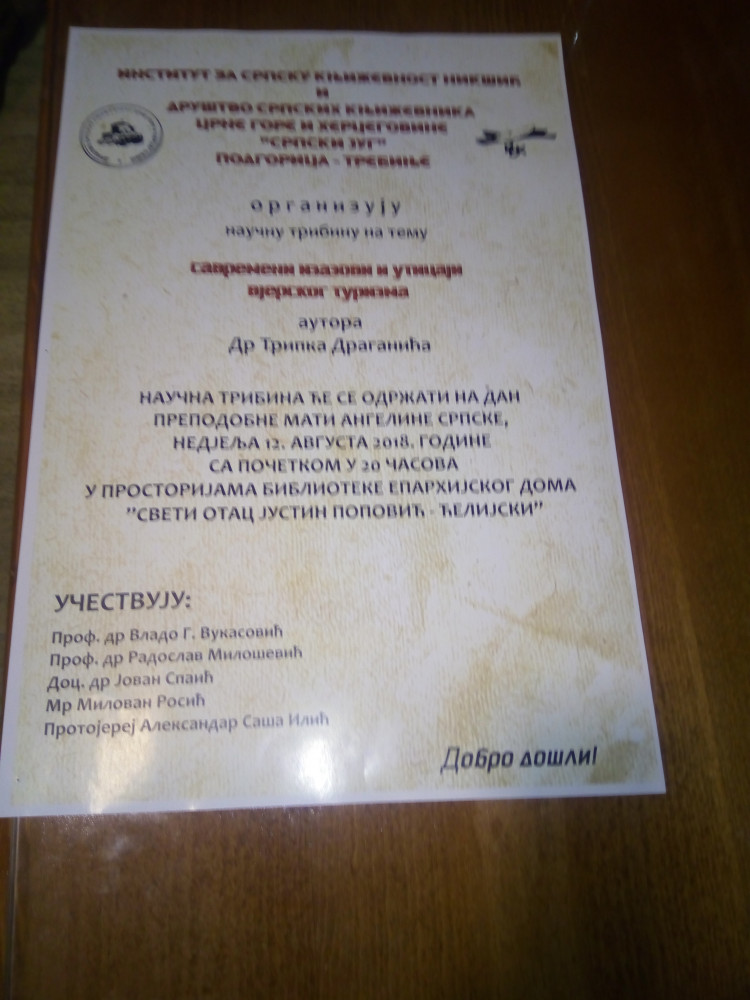 ИНСТИТУТ ЗА СРПСКУ КЊИЖЕВНОСТ НИКШИЋ
И
ДРУШТВО СРПСКИХ КЊИЖЕВНИКА
ЦРНЕ ГОРЕ И ХЕРЦЕГОВИНЕ
"СРПСКИ ЈУГ"
ПОДГОРИЦА - ТРЕБИЊЕ
организују
научну трибину на тему
савремени изазови и утицаји
вјерског туризма
аутора
Др Трипка Драганића
НАУЧНА ТРИБИНА ЋЕ СЕ ОДРЖАТИ НА ДАН
ПРЕПОДОБНЕ МАТИ АНГЕЛИНЕ СРПСКЕ,
НЕДЈЕЉА 12. АВГУСТА 2018. ГОДИНЕ
СА ПОЧЕТКОМ У 20 ЧАСОВА
У ПРОСТОРИЈАМА БИБЛИОТЕКЕ ЕПАРХИЈСКОГ ДОМА
"СВЕТИ ОТАЦ ЈУСТИН ПОПОВИЋ - ЋЕЛИЈСКИ"
УЧЕСТВУЈУ:
Проф. др Владо Г. Вукасовић
Проф. др Радослав Милошевић
Доц. др Јован Спаић
Мр Милован Росић
Протојереј Александар Саша Илић
Добро дошли!